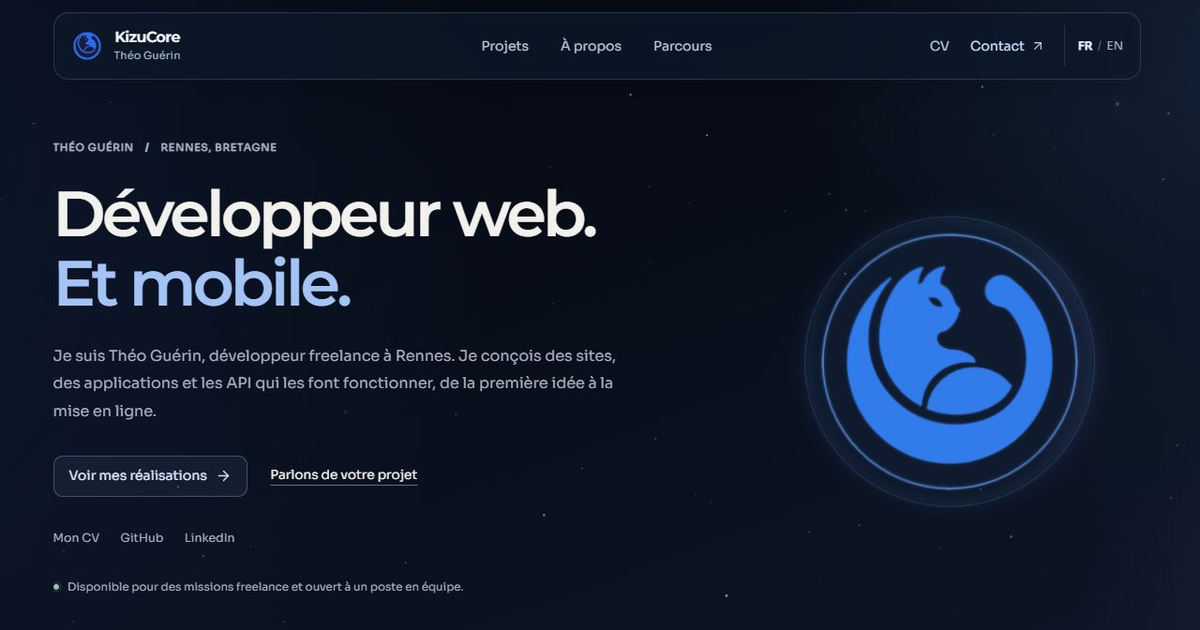 KizuCore
Théo Guérin
Projets
À propos
Parcours
CV
Contact ↗
FR / EN
THÉO GUÉRIN / RENNES, BRETAGNE
Développeur web.
Et mobile.
Je suis Théo Guérin, développeur freelance à Rennes. Je conçois des sites,
des applications et les API qui les font fonctionner, de la première idée à la
mise en ligne.
Voir mes réalisations →
Parlons de votre projet
Mon CV
GitHub
LinkedIn
Disponible pour des missions freelance et ouvert à un poste en équipe.